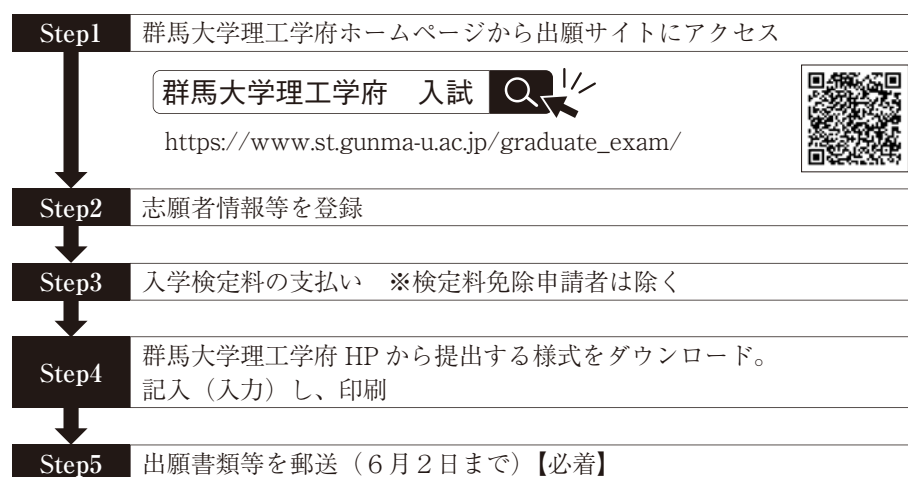 Step1 群馬大学理工学府ホームページから出願サイトにアクセス
群馬大学理工学府　入試
https://www.st.gunma-u.ac.jp/graduate_exam/
Step2 志願者情報等を登録
Step3 入学検定料の支払い　※検定料免除申請者は除く
Step4 群馬大学理工学府 HP から提出する様式をダウンロード。
記入（入力）し、印刷
Step5 出願書類等を郵送（６月２日まで）【必着】